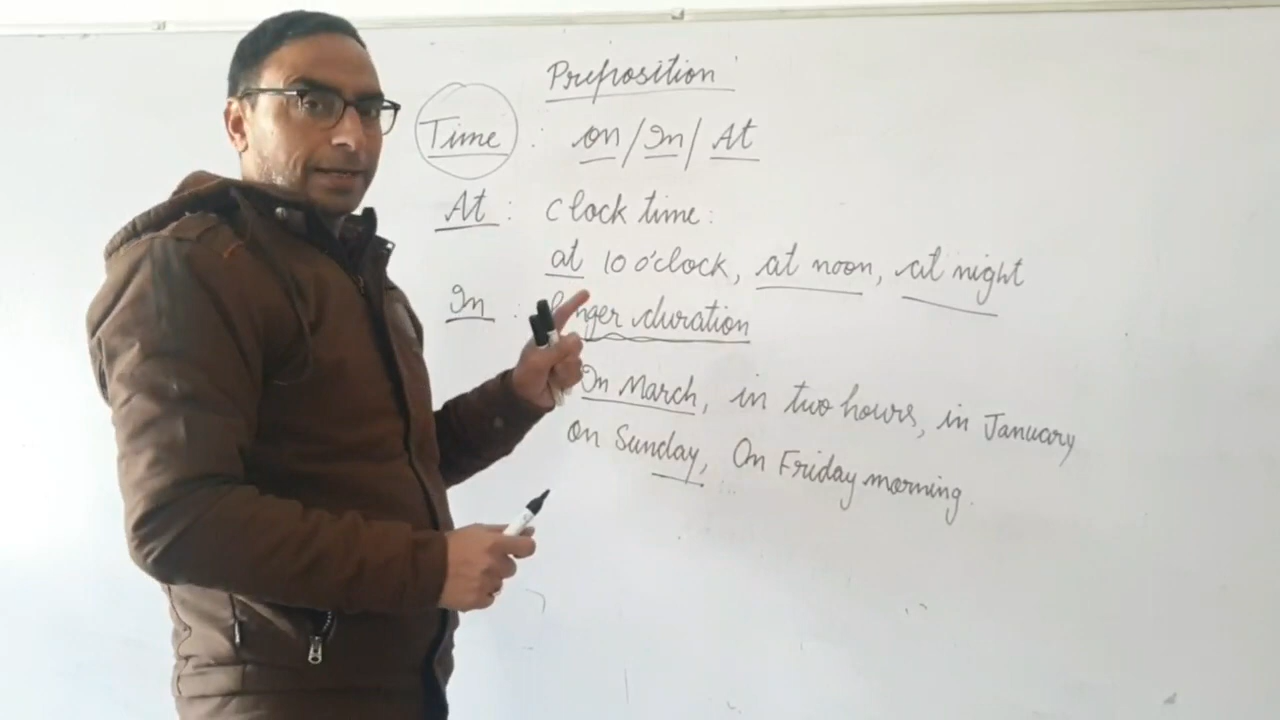 Preposition
Time : on / In / At
At : clock time :
at 10 o'clock, at noon, at night
In : longer duration
In March, in two hours, in January
on Sunday, On Friday morning.